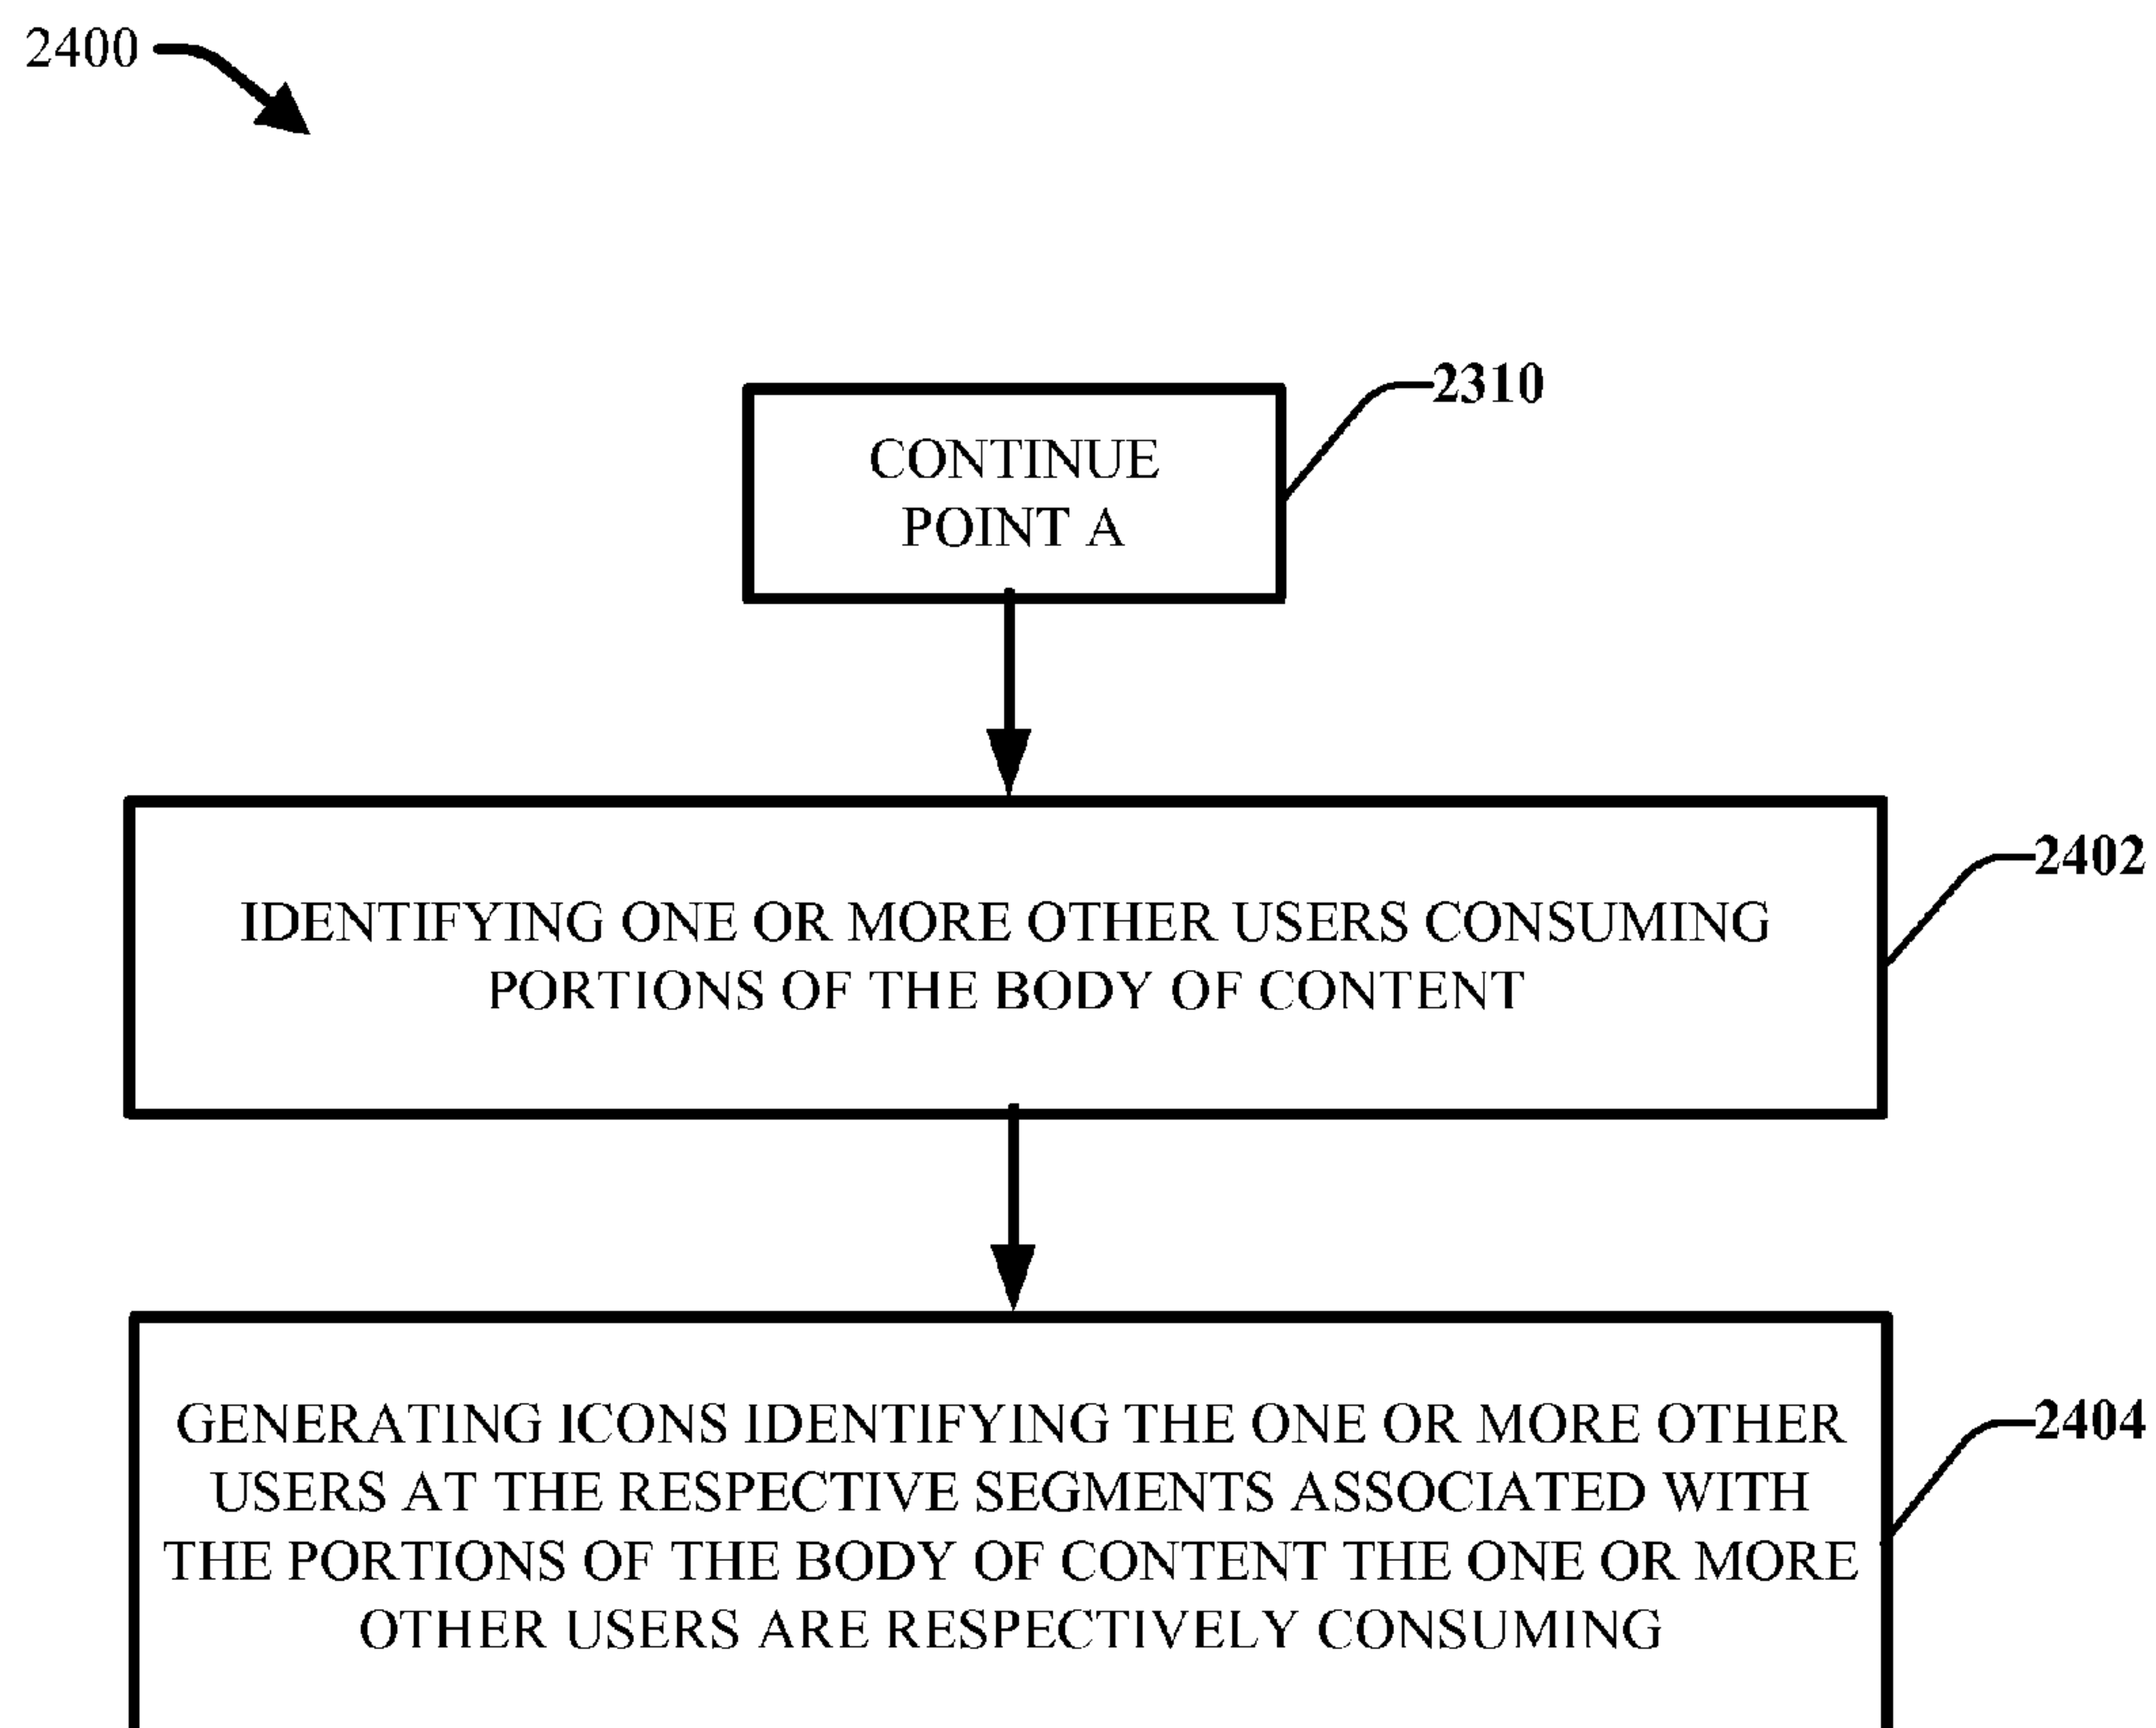 2400
2310
CONTINUE
POINT A
2402
IDENTIFYING ONE OR MORE OTHER USERS CONSUMING
PORTIONS OF THE BODY OF CONTENT
2404
GENERATING ICONS IDENTIFYING THE ONE OR MORE OTHER
USERS AT THE RESPECTIVE SEGMENTS ASSOCIATED WITH
THE PORTIONS OF THE BODY OF CONTENT THE ONE OR MORE
OTHER USERS ARE RESPECTIVELY CONSUMING